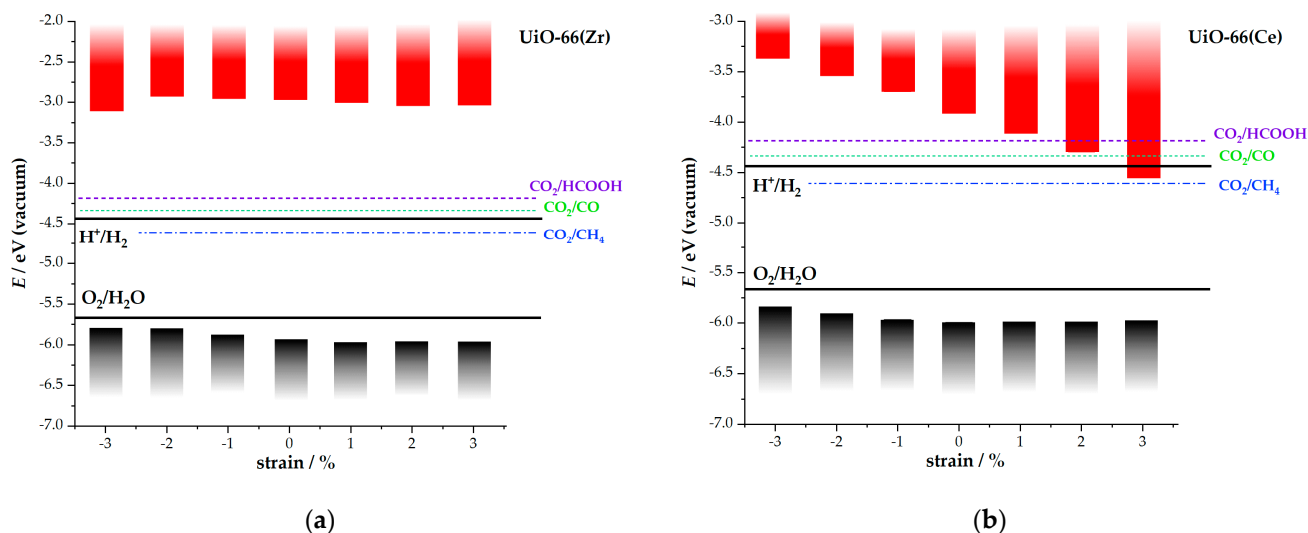 UiO-66(Zr)
-2.0
-2.5
-3.0
-3.5
-4.0
-4.5
-5.0
-5.5
-6.0
-6.5
-7.0
E / eV (vacuum)
CO₂/HCOOH
CO₂/CO
H⁺/H₂
CO₂/CH₄
O₂/H₂O
-3 -2 -1 0 1 2 3
strain / %
(a)
UiO-66(Ce)
-3.0
-3.5
-4.0
-4.5
-5.0
-5.5
-6.0
-6.5
-7.0
E / eV (vacuum)
CO₂/HCOOH
CO₂/CO
H⁺/H₂
CO₂/CH₄
O₂/H₂O
-3 -2 -1 0 1 2 3
strain / %
(b)